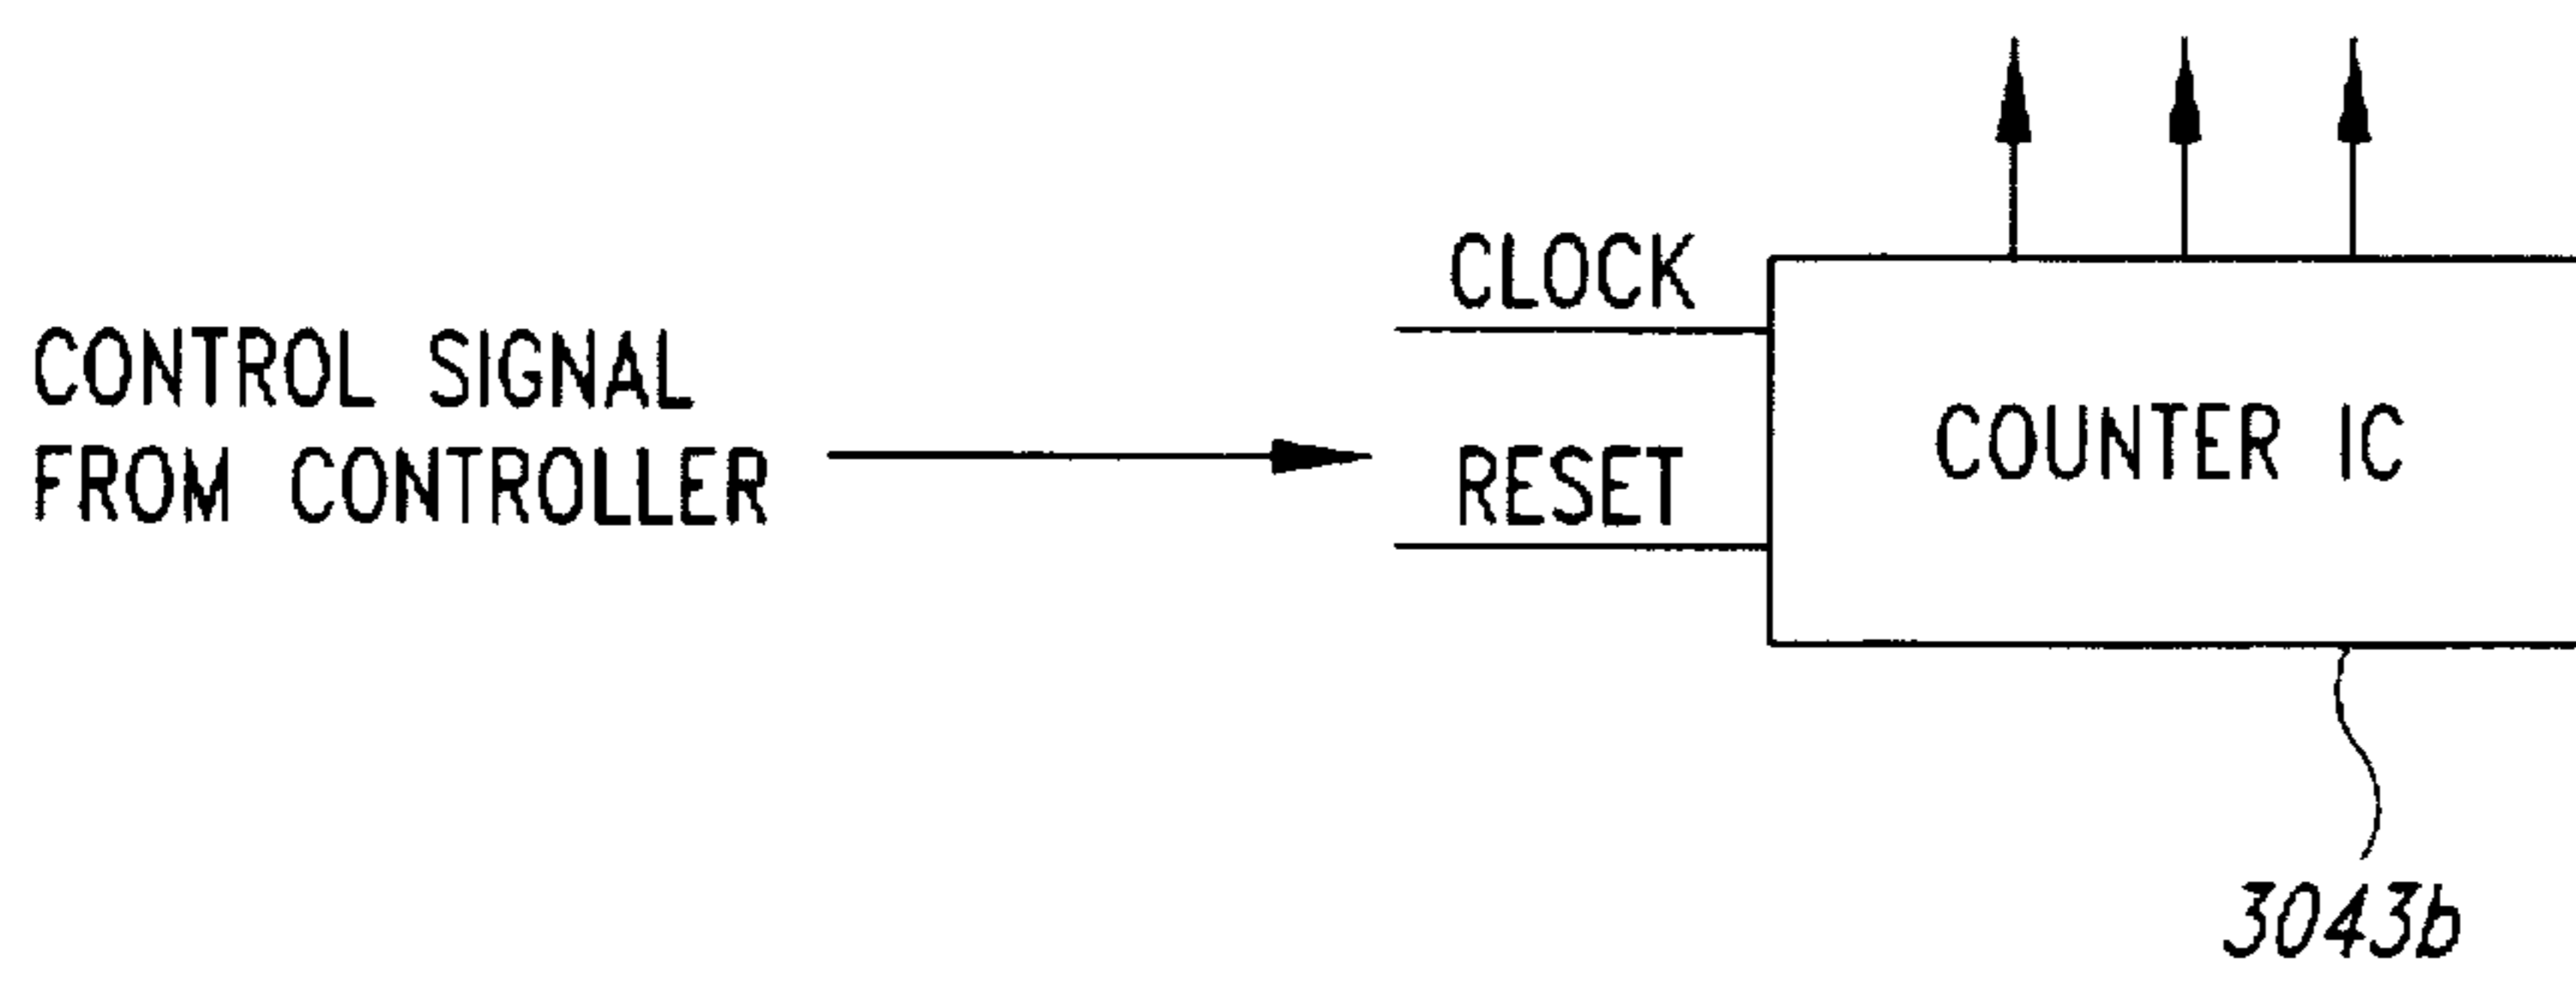 CONTROL SIGNAL
FROM CONTROLLER
CLOCK
RESET
COUNTER IC
3043b